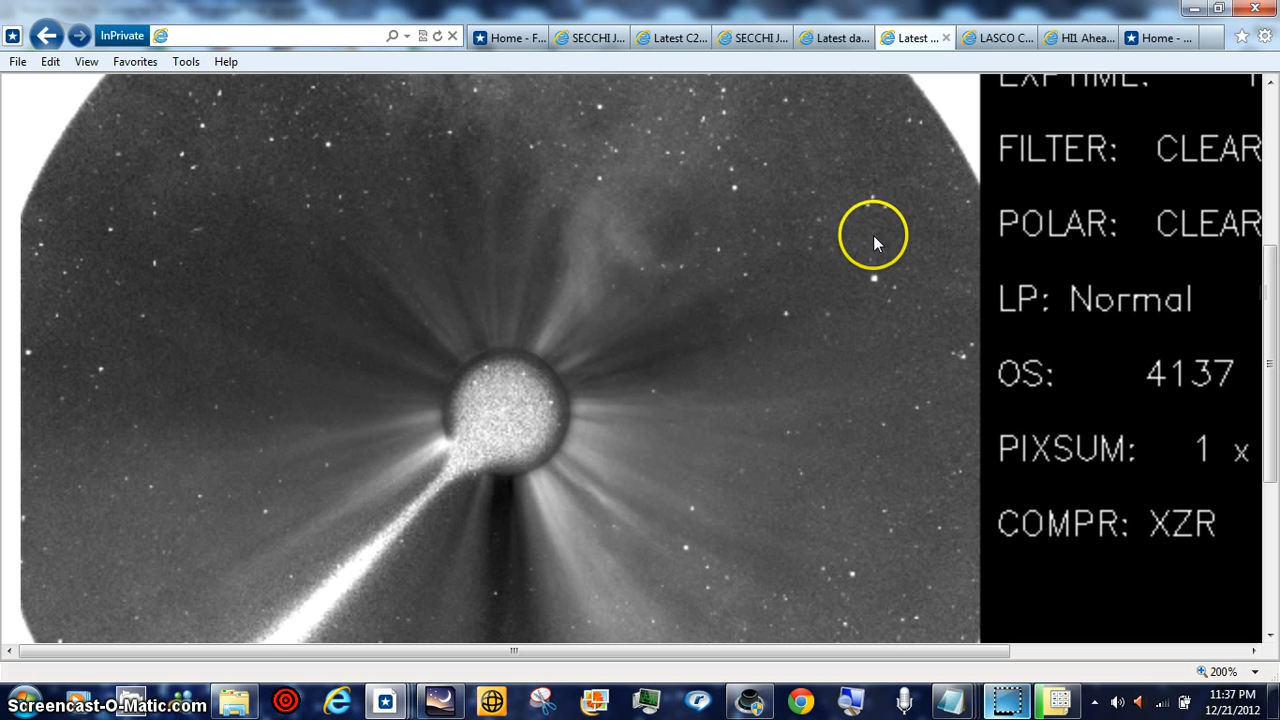 InPrivate
Home - F...
SECCHI J...
Latest C2...
SECCHI J...
Latest da...
Latest ...
LASCO C...
HI1 Ahea...
Home - ...
File Edit View Favorites Tools Help
EXPTIME:
FILTER: CLEAR
POLAR: CLEAR
LP: Normal
OS: 4137
PIXSUM: 1 x
COMPR: XZR
200%
Screencast-O-Matic.com
11:37 PM
12/21/2012